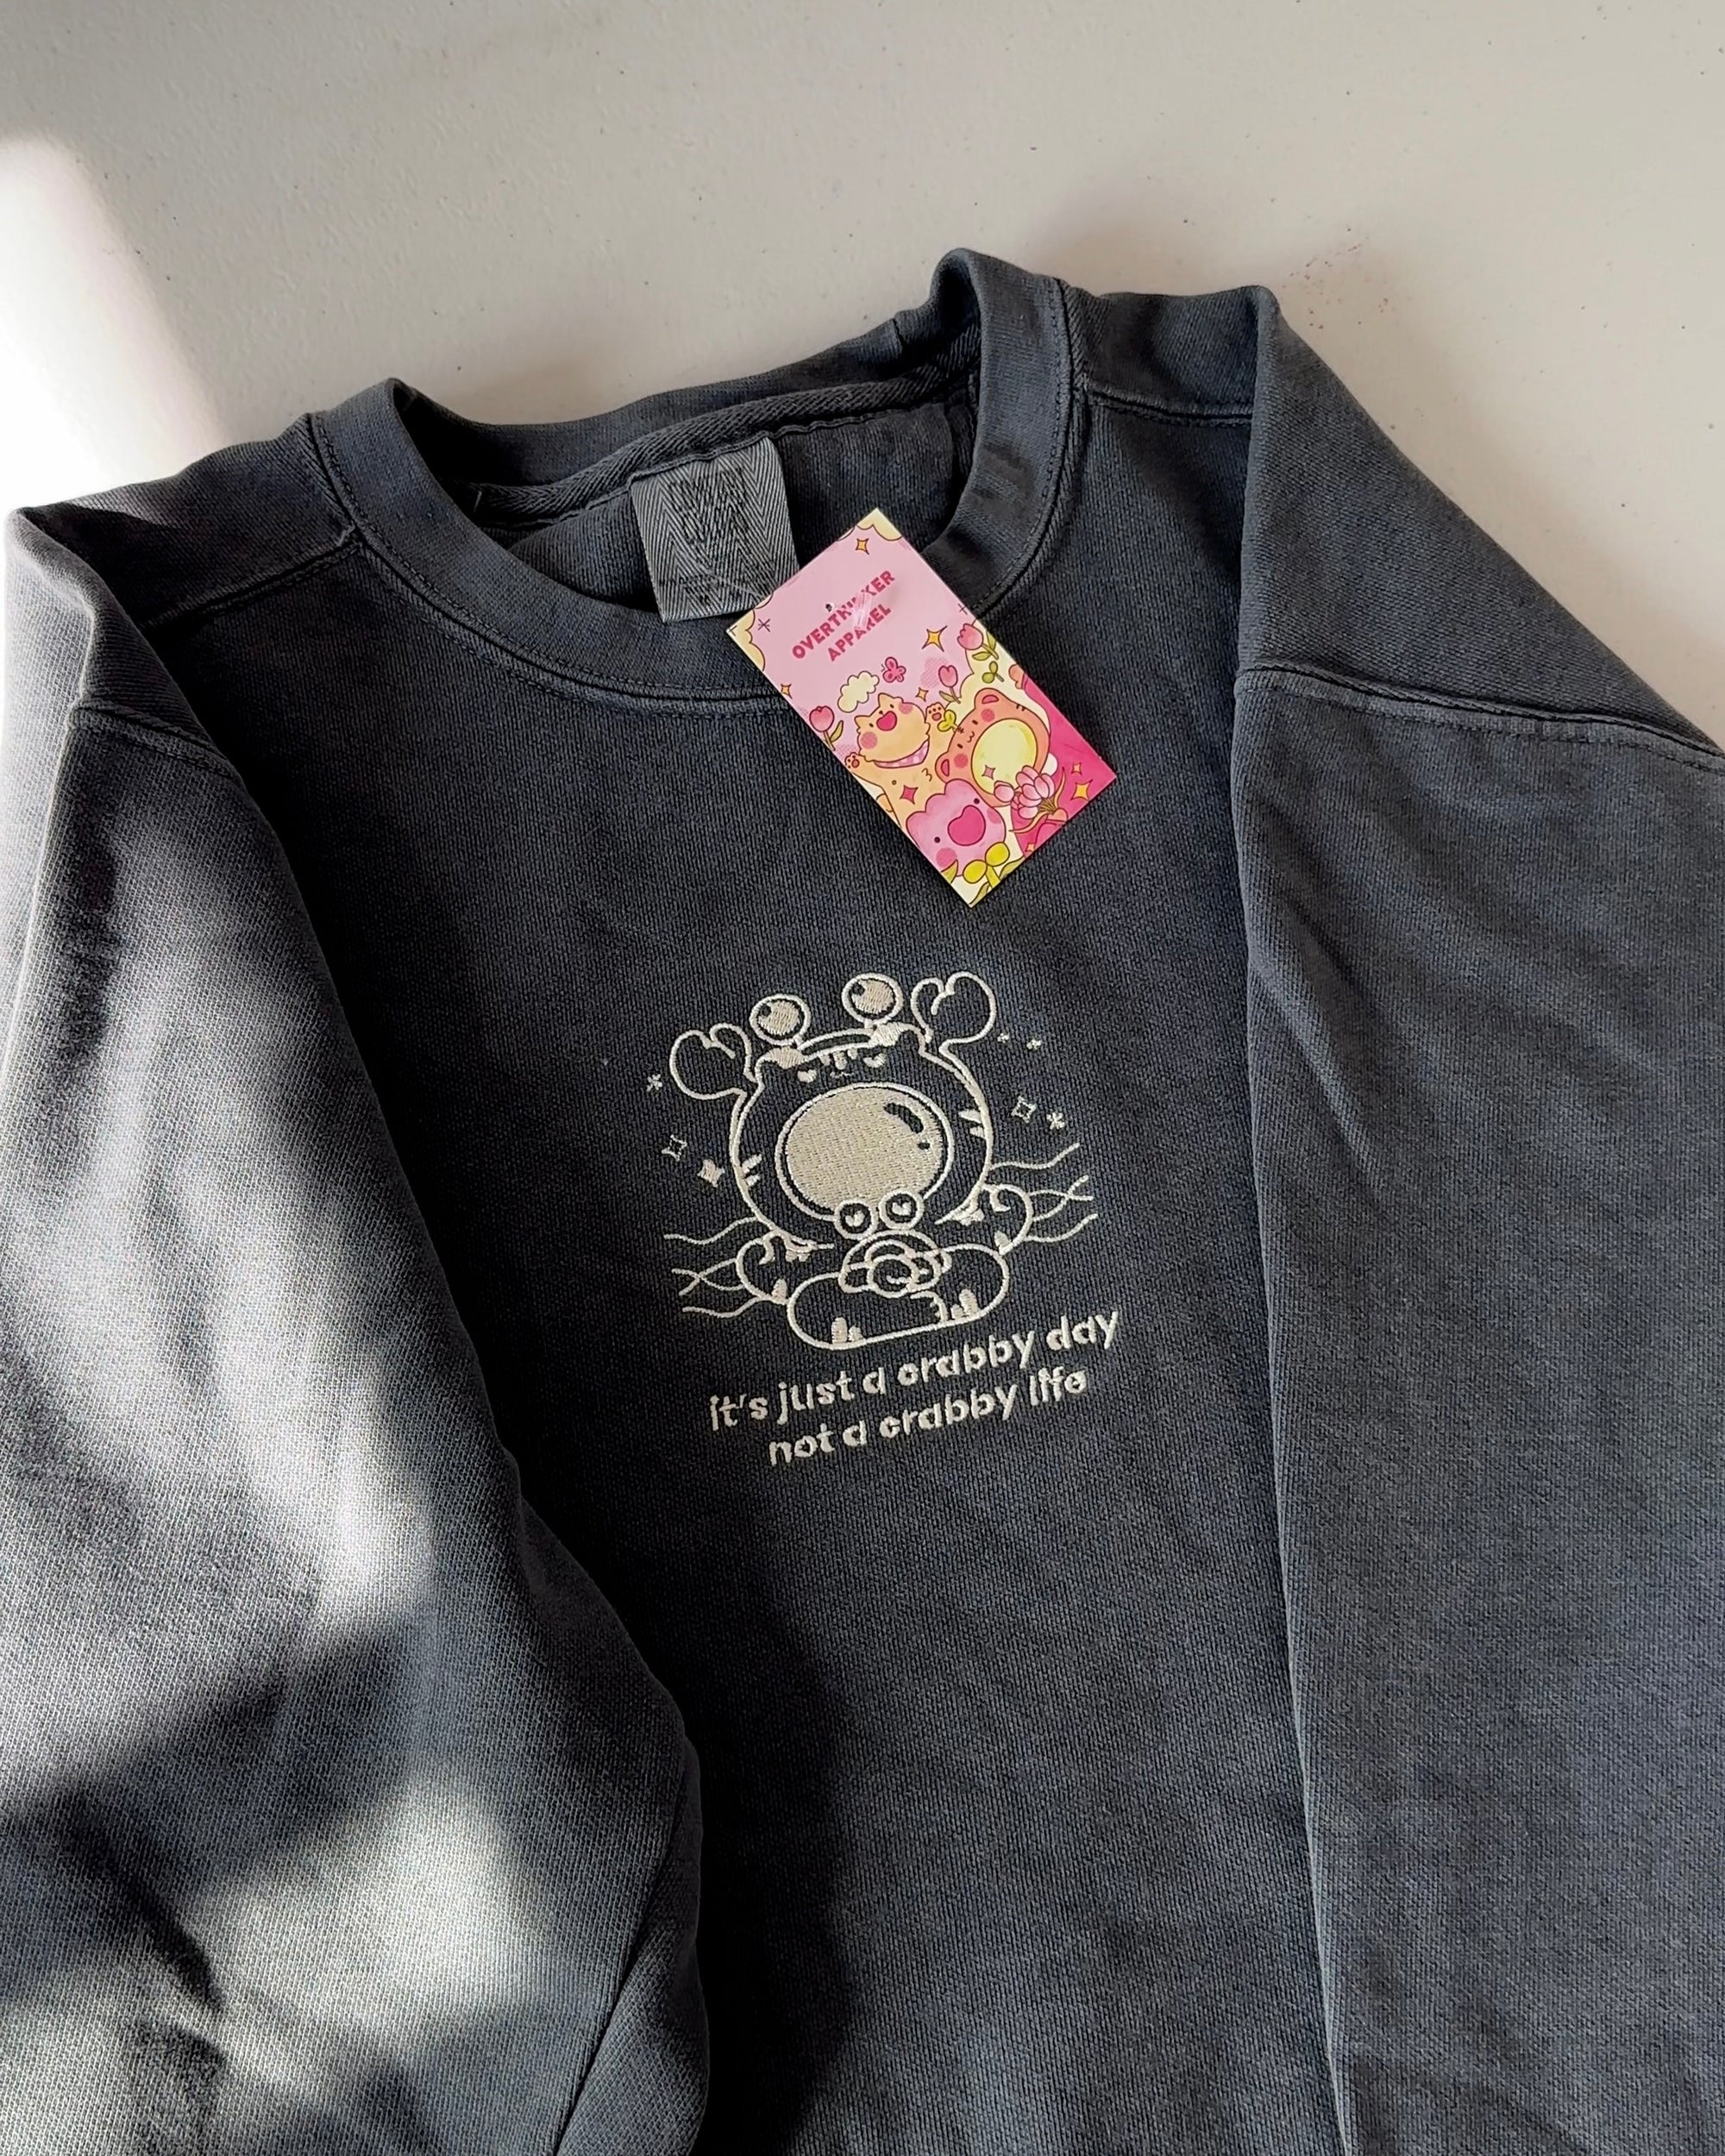 OVERTHINKER
APPAREL
it's just a crabby day
not a crabby life